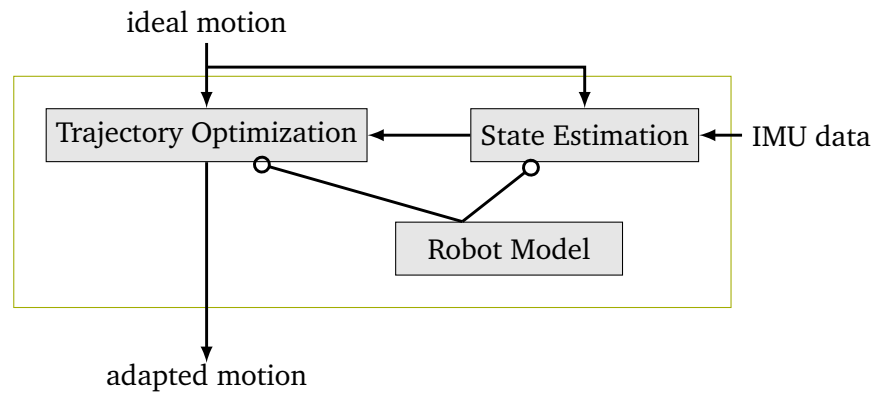 ideal motion
Trajectory Optimization
State Estimation
IMU data
Robot Model
adapted motion